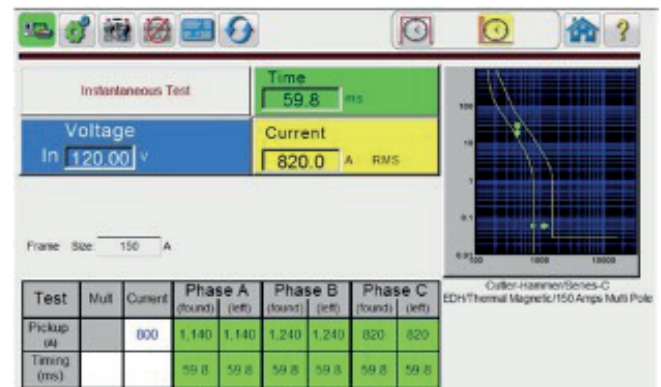 ?
Instantaneous Test
Time
59.8 ms
Voltage
In 120.00 v
Current
820.0 A RMS
100
10
1
0.1
0.01
100 1000 10000
Frame Size: 150 A
Cutler-Hammer/Series-C
EDH/Thermal Magnetic/150 Amps Multi Pole
Test Mult Current Phase A Phase B Phase C
(found) (left) (found) (left) (found) (left)
Pickup (A) 800 1,140 1,140 1,240 1,240 820 820
Timing (ms) 59.8 59.8 59.8 59.8 59.8 59.8